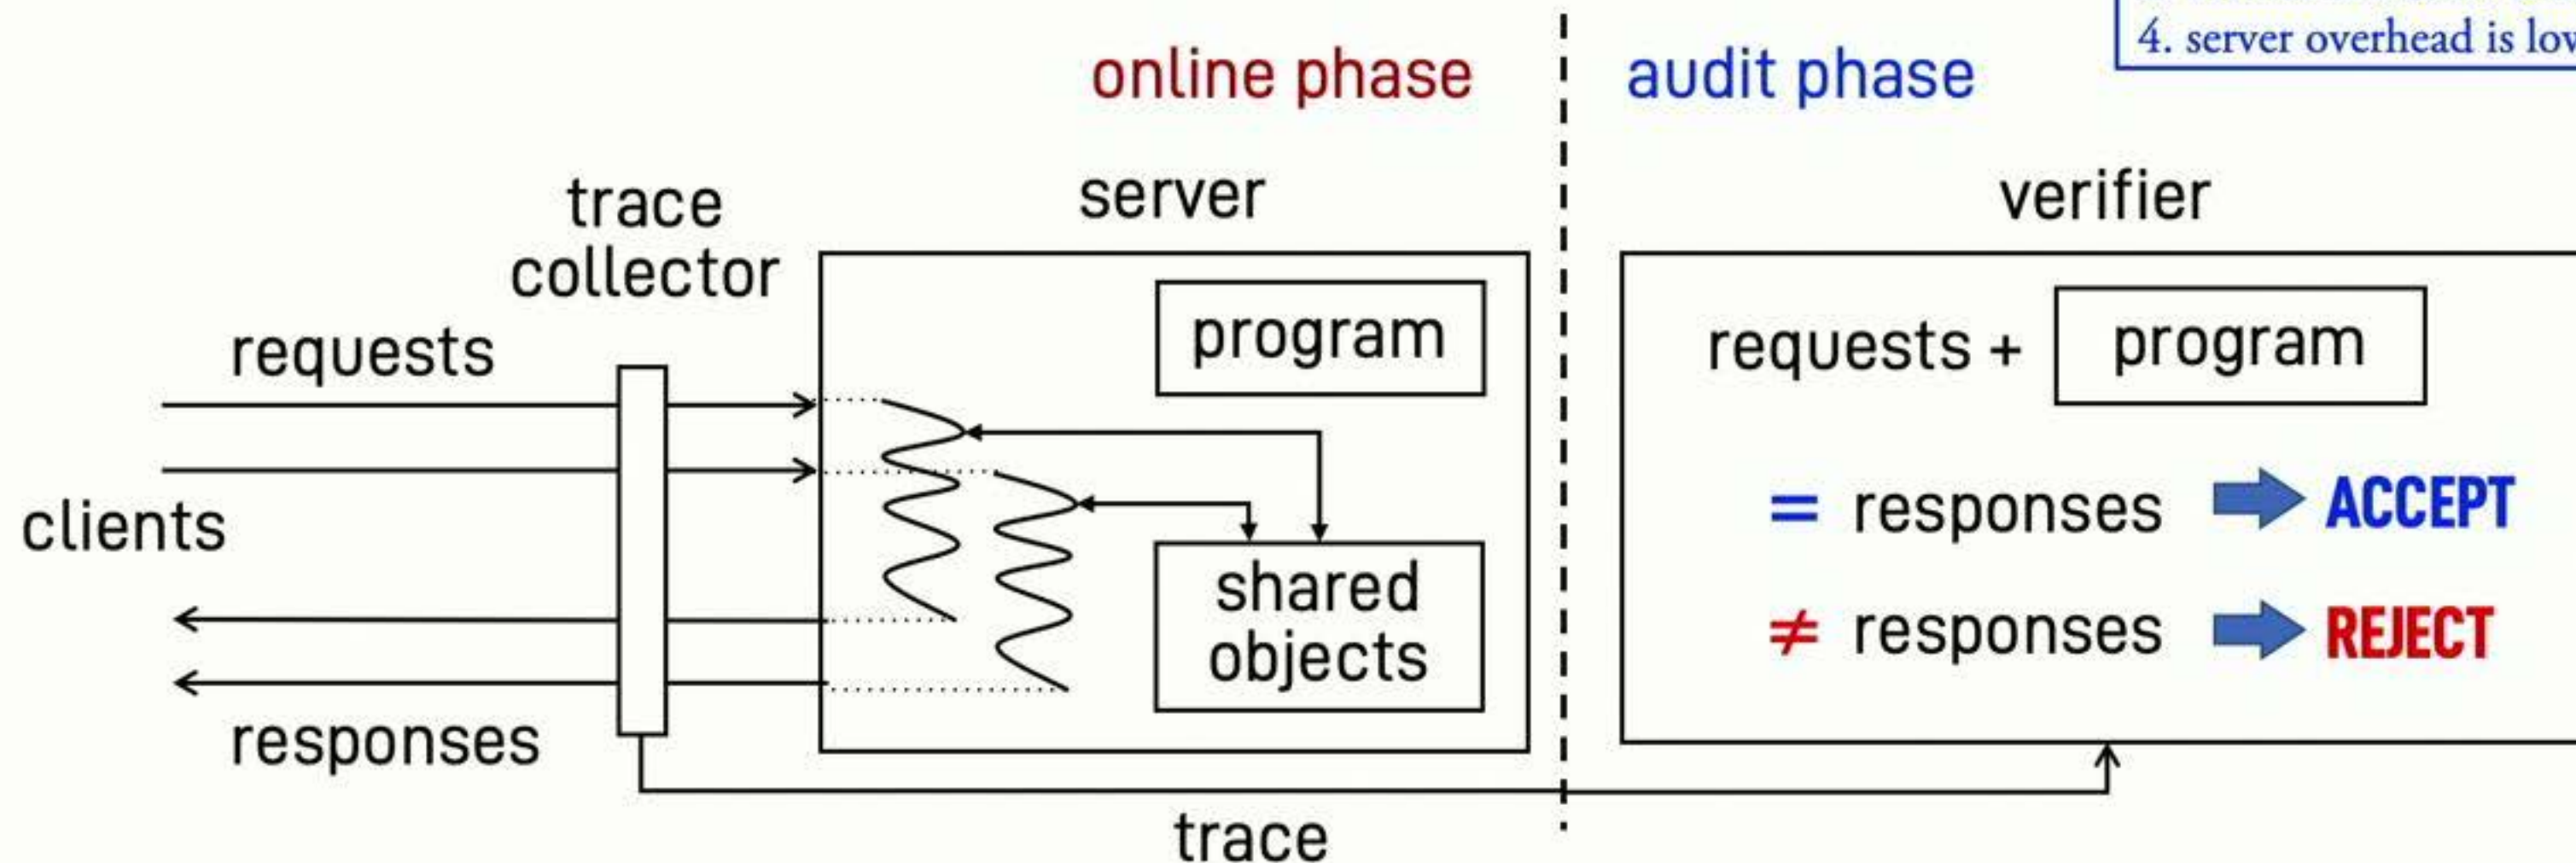 4. server overhead is low
online phase
audit phase
trace
collector
server
verifier
requests
program
requests +
program
clients
= responses
ACCEPT
shared
objects
≠ responses
REJECT
responses
trace